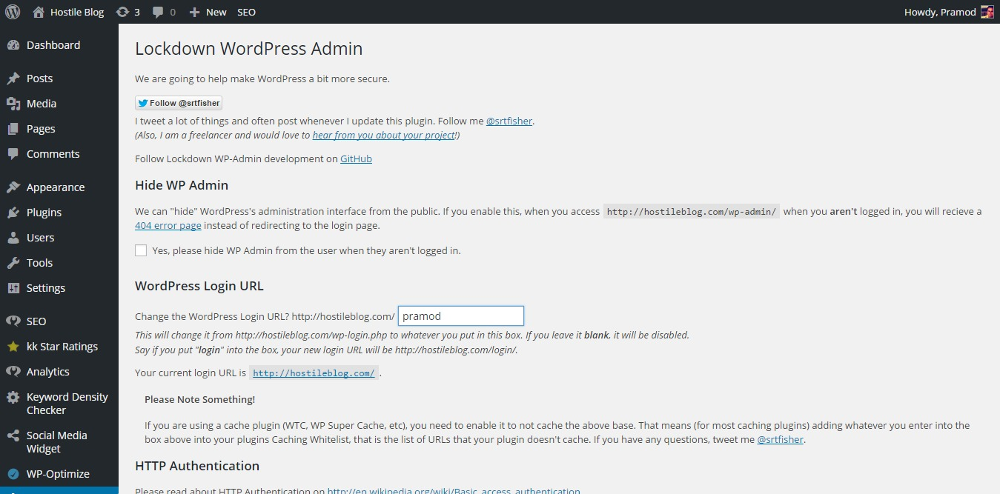 Hostile Blog 3 0 New SEO Howdy, Pramod
Dashboard
Posts
Media
Pages
Comments
Appearance
Plugins
Users
Tools
Settings
SEO
kk Star Ratings
Analytics
Keyword Density
Checker
Social Media
Widget
WP-Optimize
Lockdown WordPress Admin
We are going to help make WordPress a bit more secure.
Follow @srtfisher
I tweet a lot of things and often post whenever I update this plugin. Follow me @srtfisher.
(Also, I am a freelancer and would love to hear from you about your project!)
Follow Lockdown WP-Admin development on GitHub
Hide WP Admin
We can "hide" WordPress's administration interface from the public. If you enable this, when you access http://hostileblog.com/wp-admin/ when you aren't logged in, you will recieve a
404 error page instead of redirecting to the login page.
Yes, please hide WP Admin from the user when they aren't logged in.
WordPress Login URL
Change the WordPress Login URL? http://hostileblog.com/ pramod
This will change it from http://hostileblog.com/wp-login.php to whatever you put in this box. If you leave it blank, it will be disabled.
Say if you put "login" into the box, your new login URL will be http://hostileblog.com/login/.
Your current login URL is http://hostileblog.com/ .
Please Note Something!
If you are using a cache plugin (WTC, WP Super Cache, etc), you need to enable it to not cache the above base. That means (for most caching plugins) adding whatever you enter into the
box above into your plugins Caching Whitelist, that is the list of URLs that your plugin doesn't cache. If you have any questions, tweet me @srtfisher.
HTTP Authentication
Please read about HTTP Authentication on http://en.wikipedia.org/wiki/Basic_access_authentication